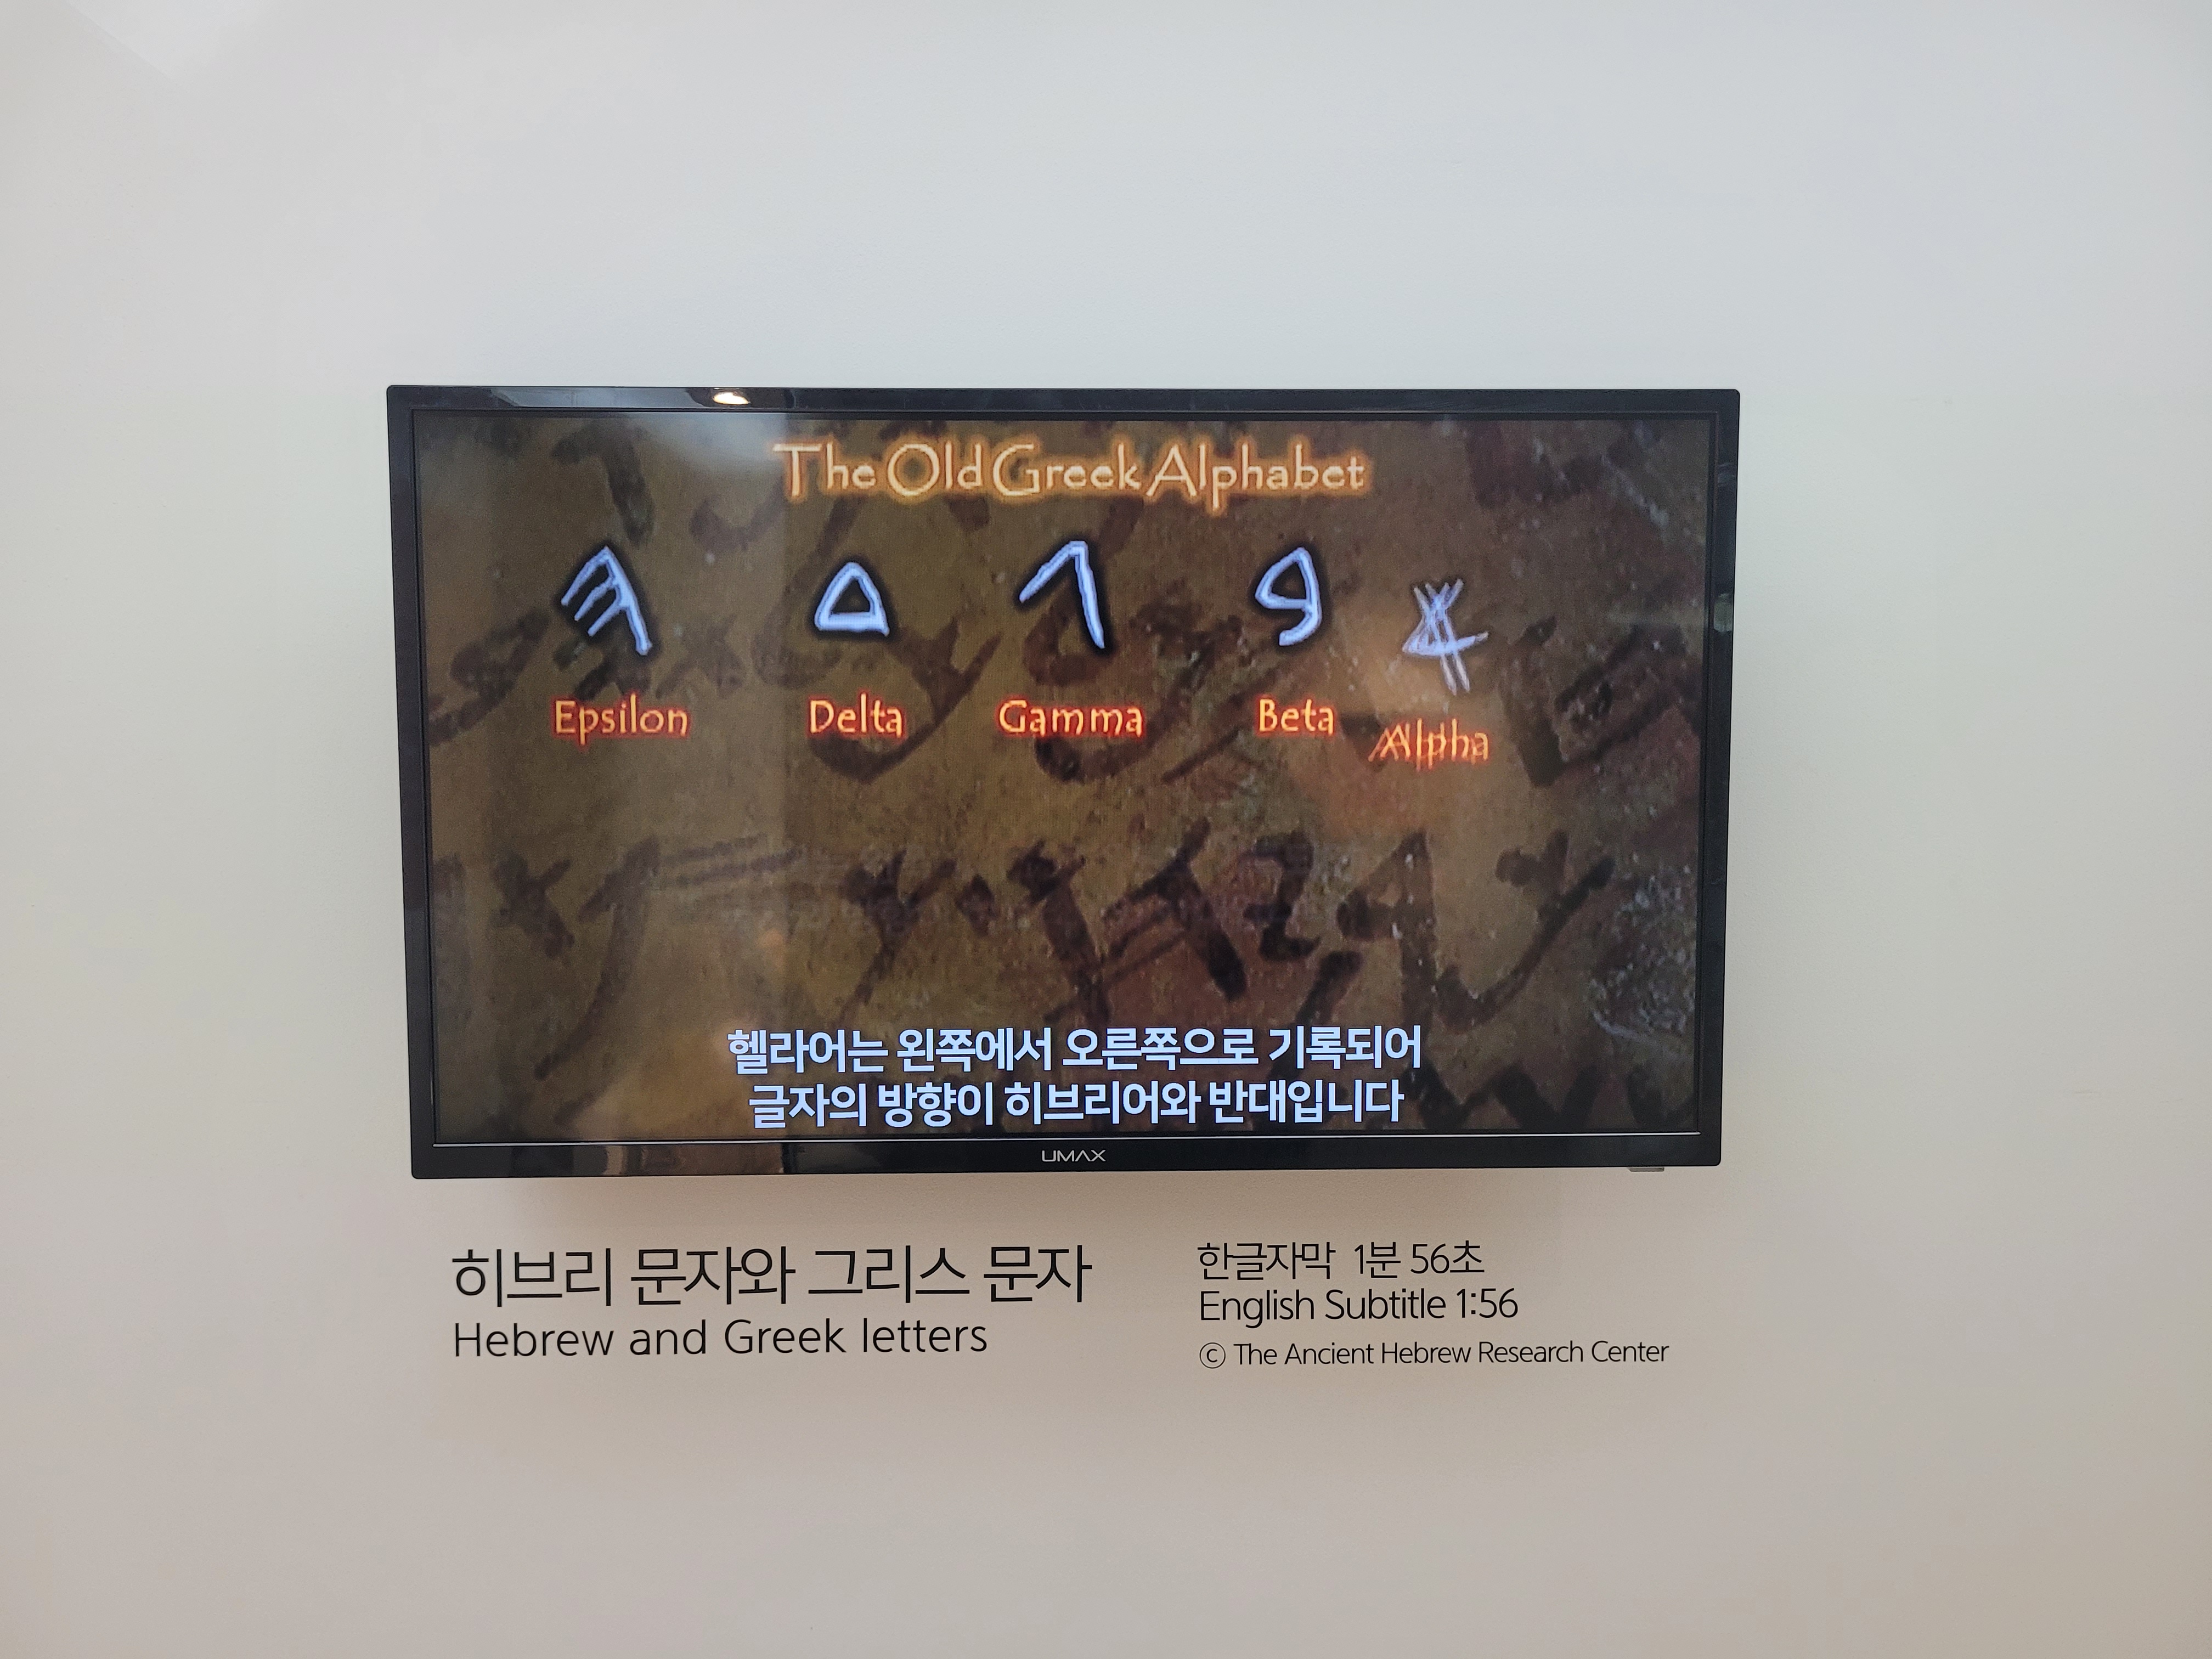 The Old Greek Alphabet
Epsilon Delta Gamma Beta Alpha
헬라어는 왼쪽에서 오른쪽으로 기록되어
글자의 방향이 히브리어와 반대입니다
UMAX
히브리 문자와 그리스 문자
Hebrew and Greek letters
한글자막 1분 56초
English Subtitle 1:56
© The Ancient Hebrew Research Center